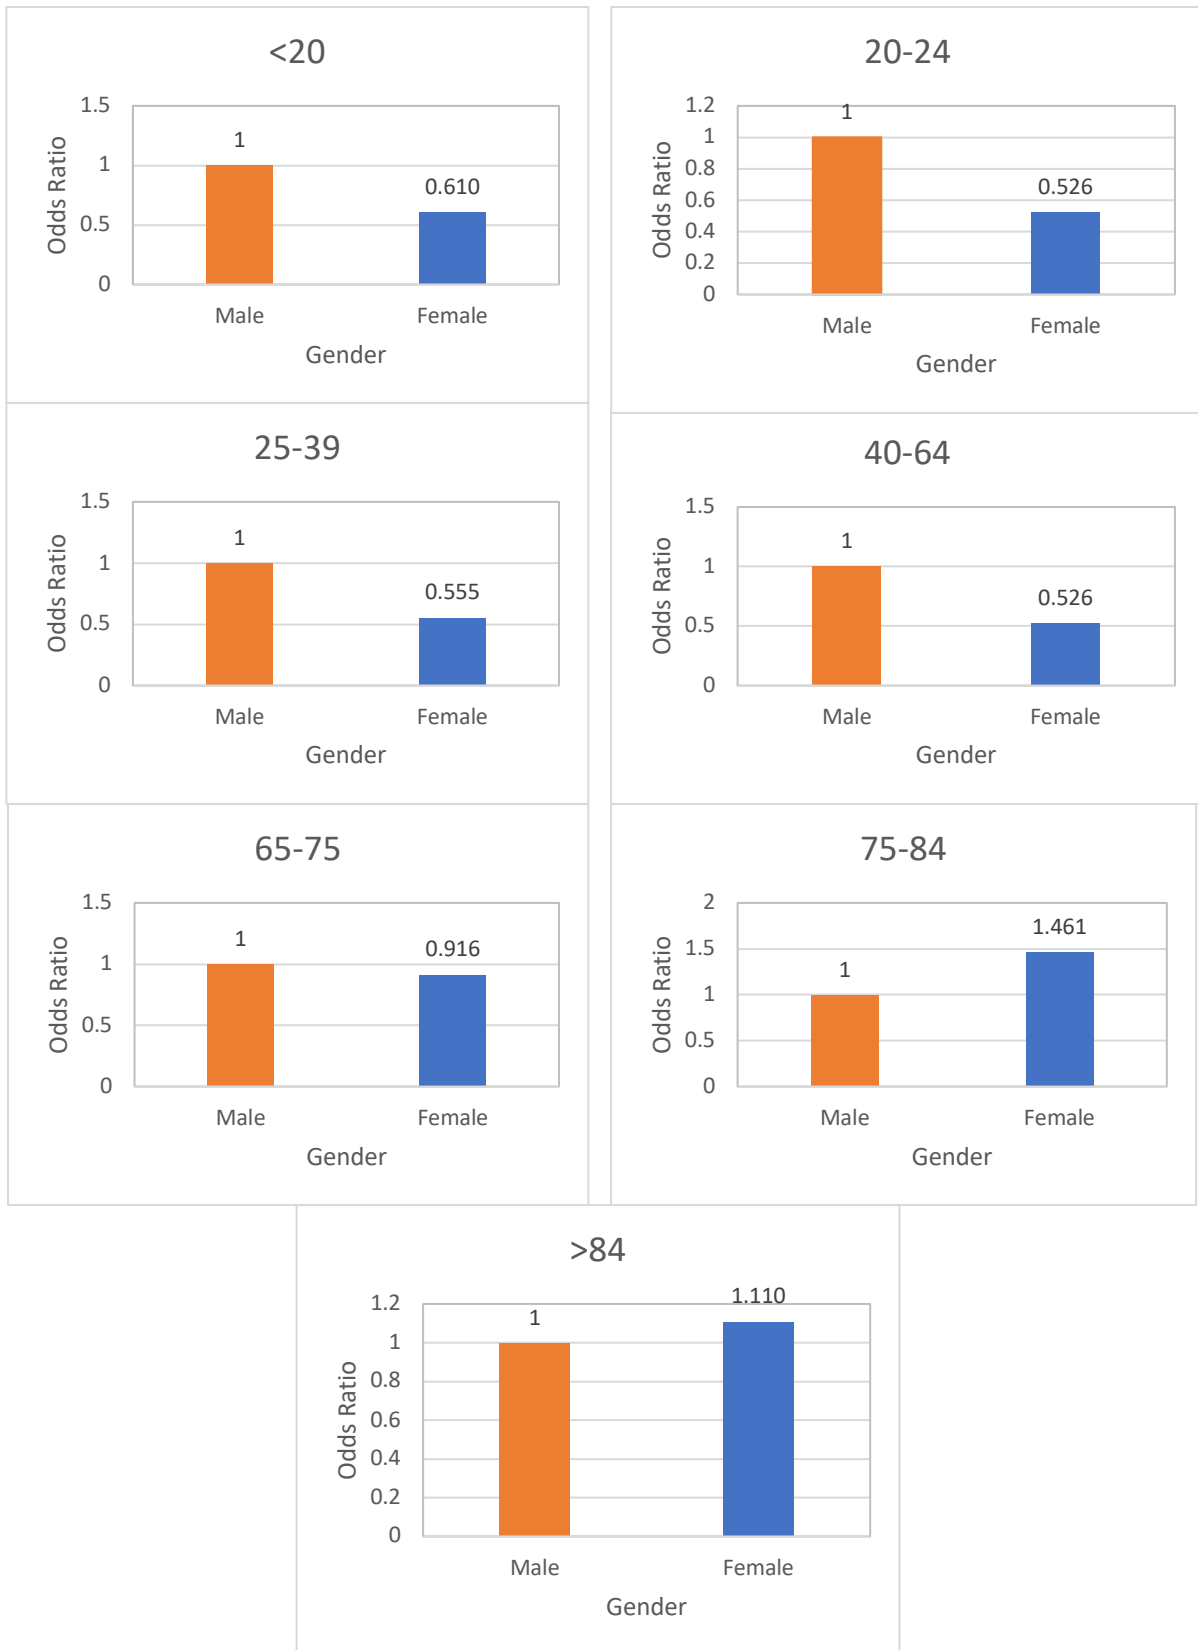 <20
1.5
1
0.5
0
Odds Ratio
1
0.610
Male Female
Gender
20-24
1.2
1
0.8
0.6
0.4
0.2
0
Odds Ratio
1
0.526
Male Female
Gender
25-39
1.5
1
0.5
0
Odds Ratio
1
0.555
Male Female
Gender
40-64
1.5
1
0.5
0
Odds Ratio
1
0.526
Male Female
Gender
65-75
1.5
1
0.5
0
Odds Ratio
1
0.916
Male Female
Gender
75-84
2
1.5
1
0.5
0
Odds Ratio
1
1.461
Male Female
Gender
>84
1.2
1
0.8
0.6
0.4
0.2
0
Odds Ratio
1
1.110
Male Female
Gender